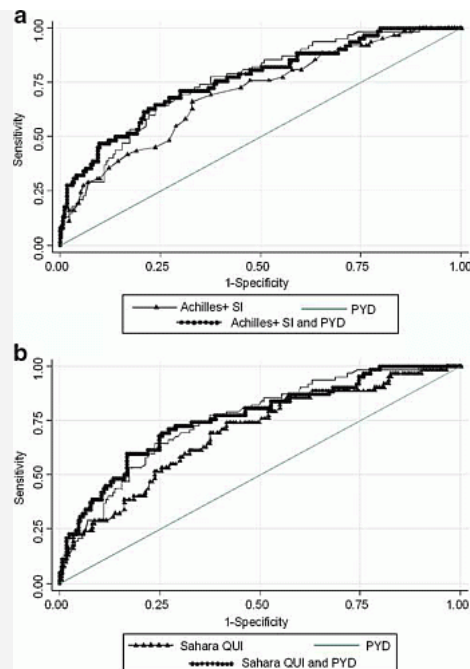 a
1.00
0.75
0.50
0.25
0.00
Sensitivity
0.00 0.25 0.50 0.75 1.00
1-Specificity
Achilles+ SI PYD
Achilles+ SI and PYD
b
1.00
0.75
0.50
0.25
0.00
Sensitivity
0.00 0.25 0.50 0.75 1.00
1-Specificity
Sahara QUI PYD
Sahara QUI and PYD